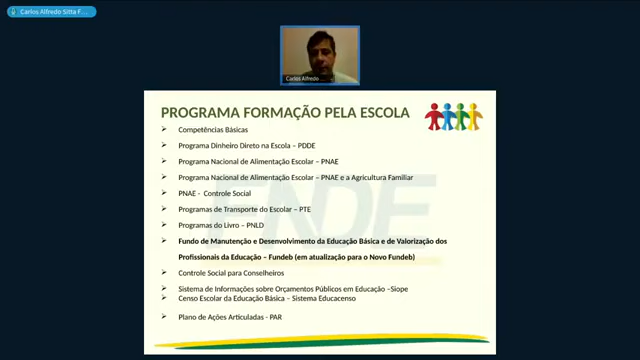 Carlos Alfredo Sitta F...
Carlos Alfredo ...
PROGRAMA FORMAÇÃO PELA ESCOLA
Competências Básicas
Programa Dinheiro Direto na Escola – PDDE
Programa Nacional de Alimentação Escolar – PNAE
Programa Nacional de Alimentação Escolar – PNAE e a Agricultura Familiar
PNAE - Controle Social
Programas de Transporte do Escolar – PTE
Programas do Livro – PNLD
Fundo de Manutenção e Desenvolvimento da Educação Básica e de Valorização dos
Profissionais da Educação – Fundeb (em atualização para o Novo Fundeb)
Controle Social para Conselheiros
Sistema de Informações sobre Orçamentos Públicos em Educação –Siope
Censo Escolar da Educação Básica – Sistema Educacenso
Plano de Ações Articuladas - PAR
FNDE